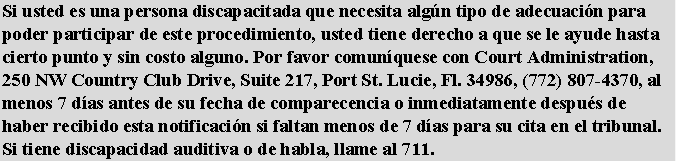 Si usted es una persona discapacitada que necesita algún tipo de adecuación para
poder participar de este procedimiento, usted tiene derecho a que se le ayude hasta
cierto punto y sin costo alguno. Por favor comuníquese con Court Administration,
250 NW Country Club Drive, Suite 217, Port St. Lucie, Fl. 34986, (772) 807-4370, al
menos 7 días antes de su fecha de comparecencia o inmediatamente después de
haber recibido esta notificación si faltan menos de 7 días para su cita en el tribunal.
Si tiene discapacidad auditiva o de habla, llame al 711.